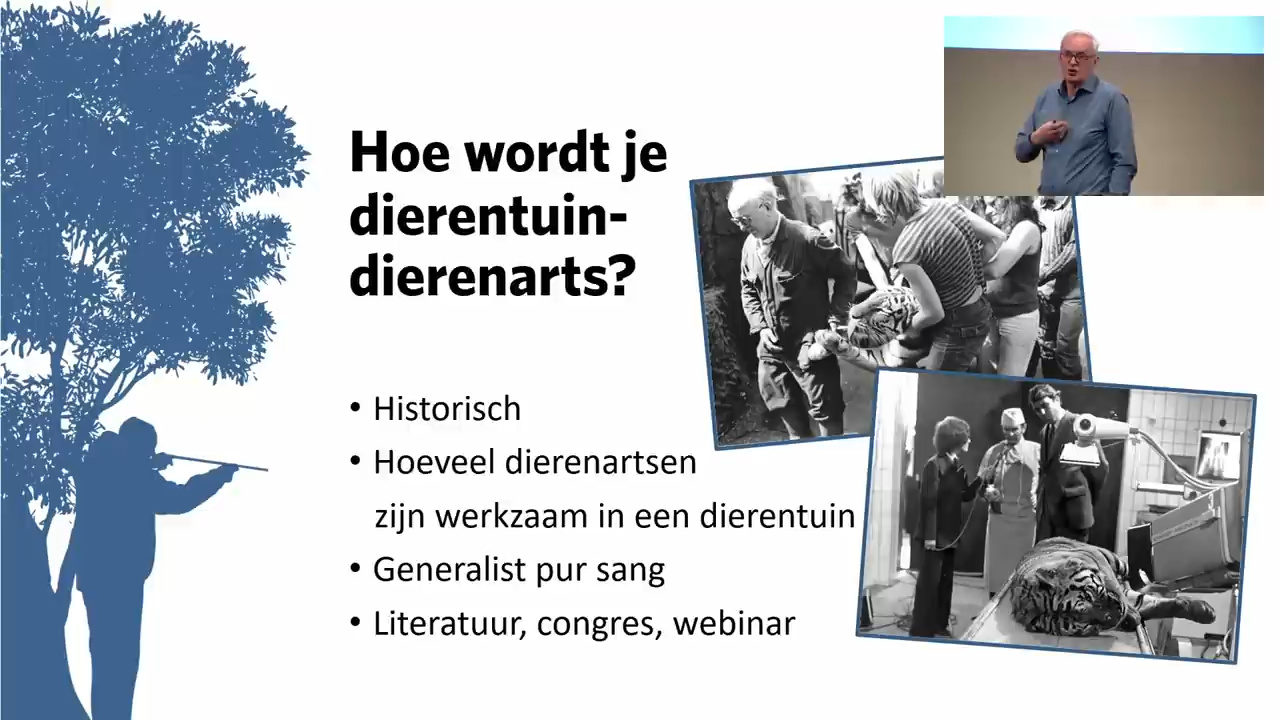 Hoe wordt je
dierentuin-
dierenarts?
• Historisch
• Hoeveel dierenartsen
zijn werkzaam in een dierentuin
• Generalist pur sang
• Literatuur, congres, webinar